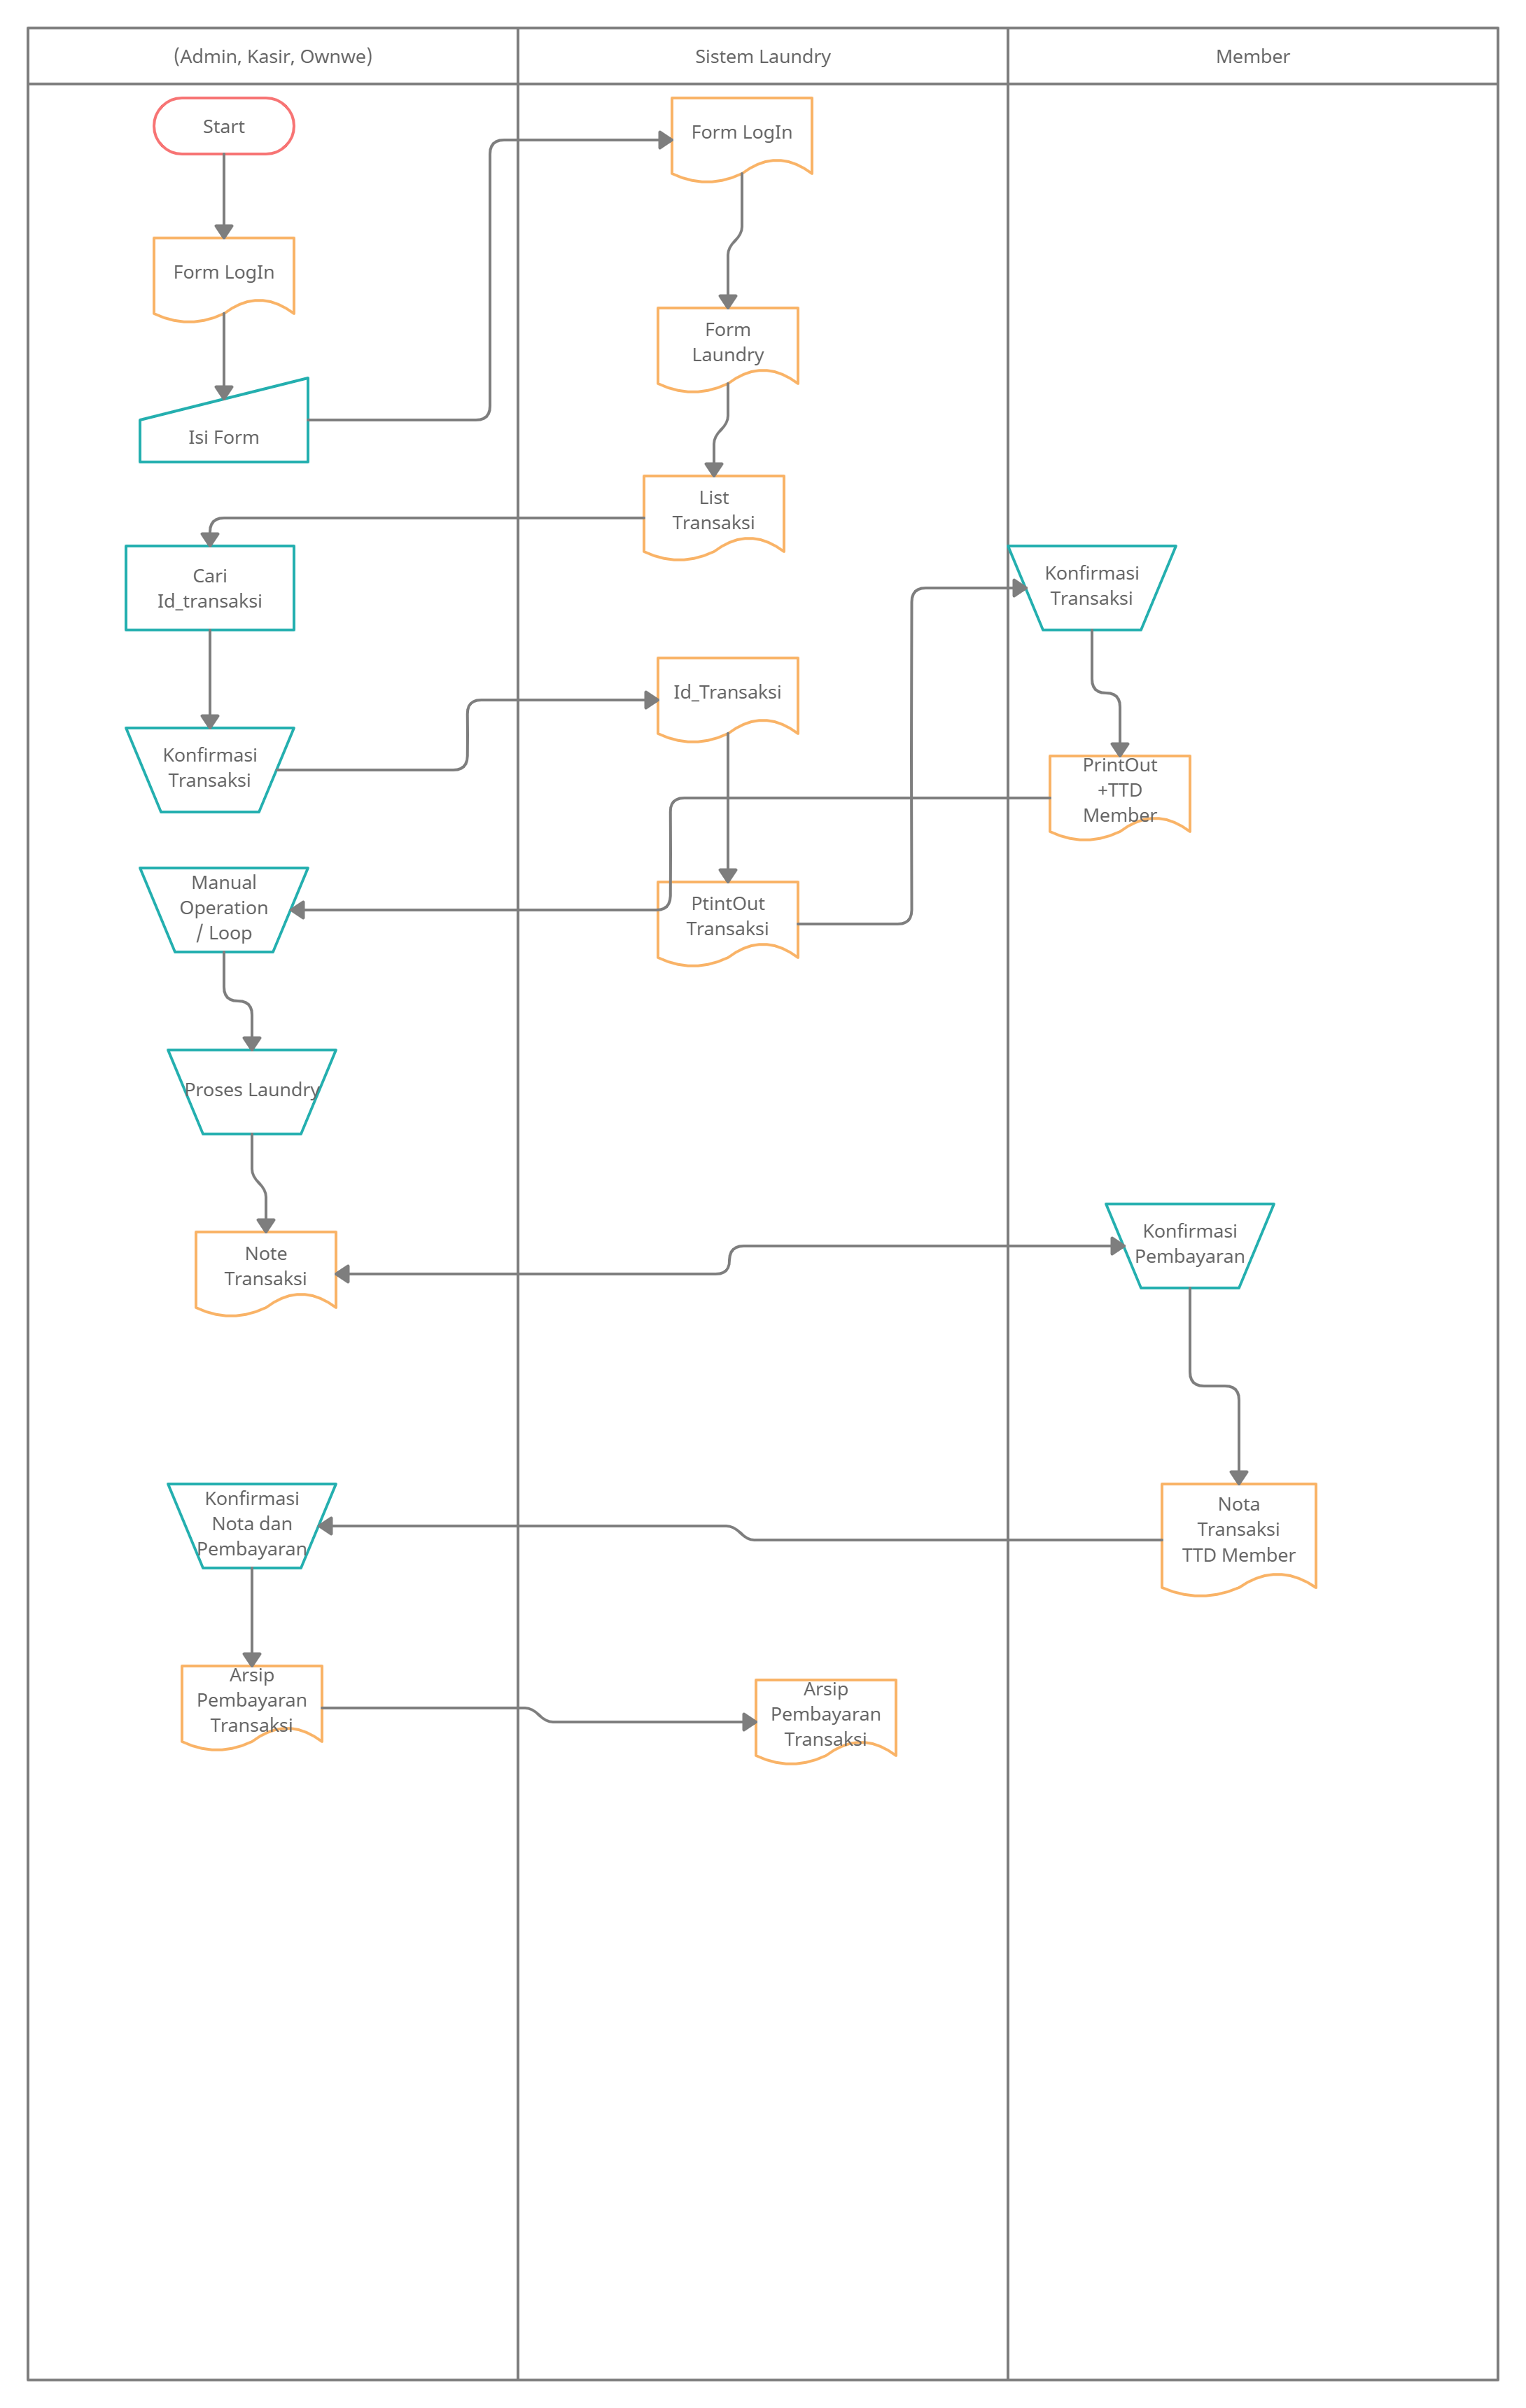 (Admin, Kasir, Ownwe)
Sistem Laundry
Member
Start
Form LogIn
Form LogIn
Form
Laundry
Isi Form
List
Transaksi
Cari
Id_transaksi
Konfirmasi
Transaksi
Id_Transaksi
Konfirmasi
Transaksi
PrintOut
+TTD
Member
Manual
Operation
/ Loop
PtintOut
Transaksi
Proses Laundry
Note
Transaksi
Konfirmasi
Pembayaran
Konfirmasi
Nota dan
Pembayaran
Nota
Transaksi
TTD Member
Arsip
Pembayaran
Transaksi
Arsip
Pembayaran
Transaksi